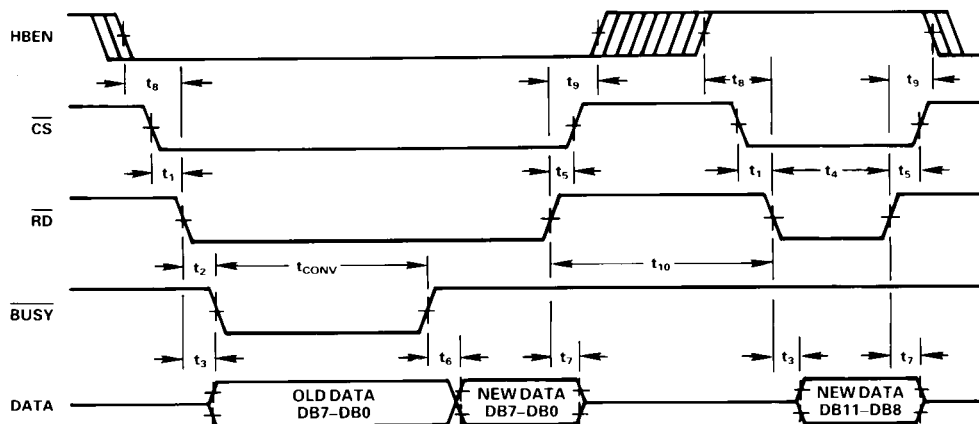 HBEN
t8 t9 t8 t9
CS
t1 t5 t1 t4 t5
RD
t2 tCONV t10
BUSY
t3 t6 t7 t3 t7
DATA
OLD DATA
DB7–DB0
NEW DATA
DB7–DB0
NEW DATA
DB11–DB8